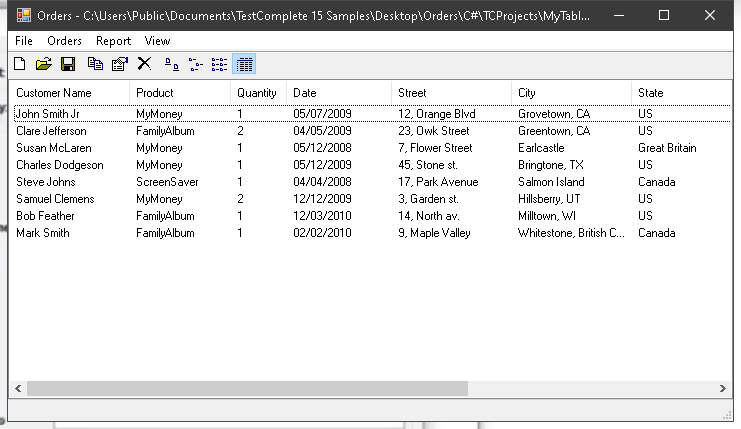 Orders - C:\Users\Public\Documents\TestComplete 15 Samples\Desktop\Orders\C#\TCProjects\MyTabl...
File Orders Report View
Customer Name Product Quantity Date Street City State
John Smith Jr MyMoney 1 05/07/2009 12, Orange Blvd Grovetown, CA US
Clare Jefferson FamilyAlbum 2 04/05/2009 23, Owk Street Greentown, CA US
Susan McLaren MyMoney 1 05/12/2008 7, Flower Street Earlcastle Great Britain
Charles Dodgeson MyMoney 1 05/12/2009 45, Stone st. Bringtone, TX US
Steve Johns ScreenSaver 1 04/04/2008 17, Park Avenue Salmon Island Canada
Samuel Clemens MyMoney 2 12/12/2009 3, Garden st. Hillsberry, UT US
Bob Feather FamilyAlbum 1 12/03/2010 14, North av. Milltown, WI US
Mark Smith FamilyAlbum 1 02/02/2010 9, Maple Valley Whitestone, British C... Canada